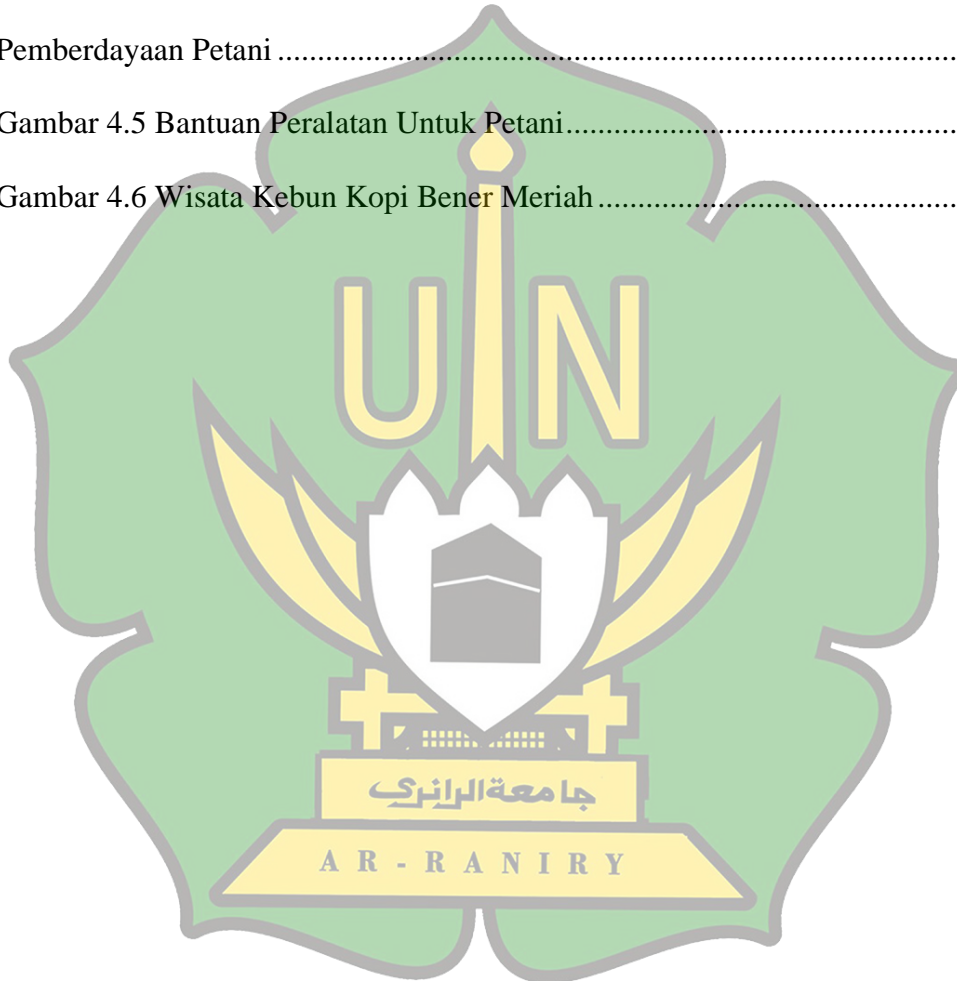 Pemberdayaan Petani ........................................................................
Gambar 4.5 Bantuan Peralatan Untuk Petani..........................................
Gambar 4.6 Wisata Kebun Kopi Bener Meriah ......................................
UIN
جامعةالرانري
AR - RANIRY